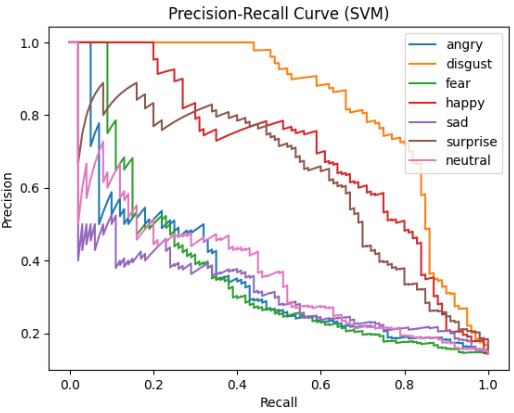 Precision-Recall Curve (SVM)
angry
disgust
fear
happy
sad
surprise
neutral
Precision
1.0
0.8
0.6
0.4
0.2
0.0
0.2
0.4
0.6
0.8
1.0
Recall